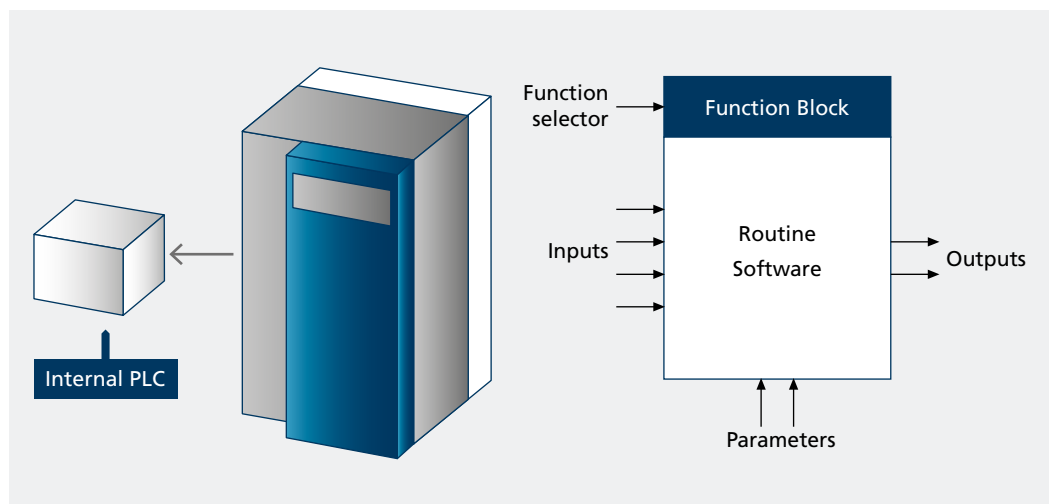 Function
selector
Function Block
Inputs
Routine
Software
Outputs
Internal PLC
Parameters